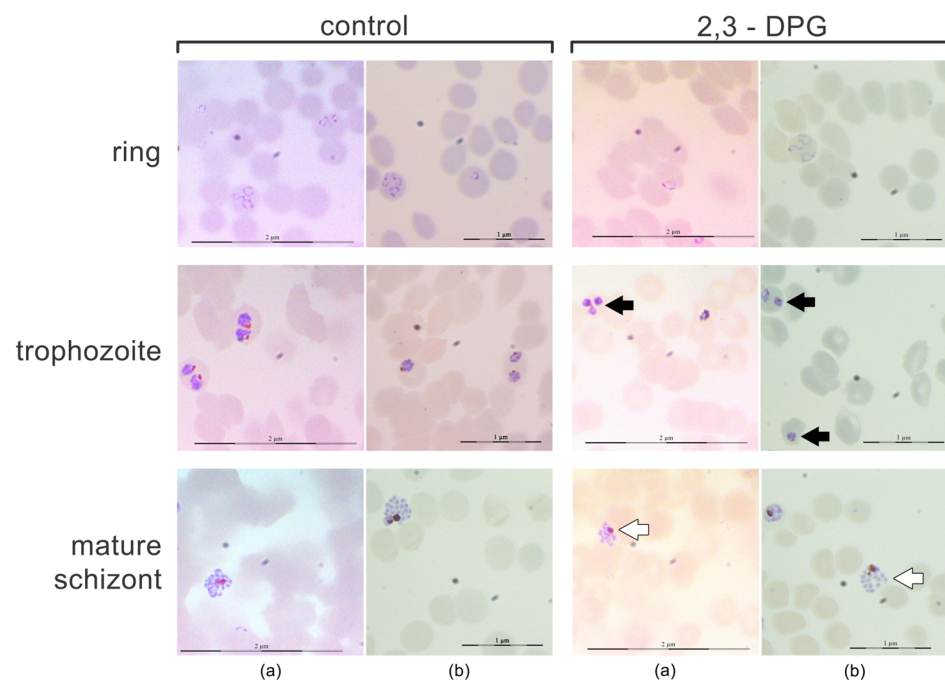 control 2,3 - DPG
ring
2 µm 1 µm 2 µm 1 µm
trophozoite
2 µm 1 µm 2 µm 1 µm
mature
schizont
2 µm 1 µm 2 µm 1 µm
(a) (b) (a) (b)